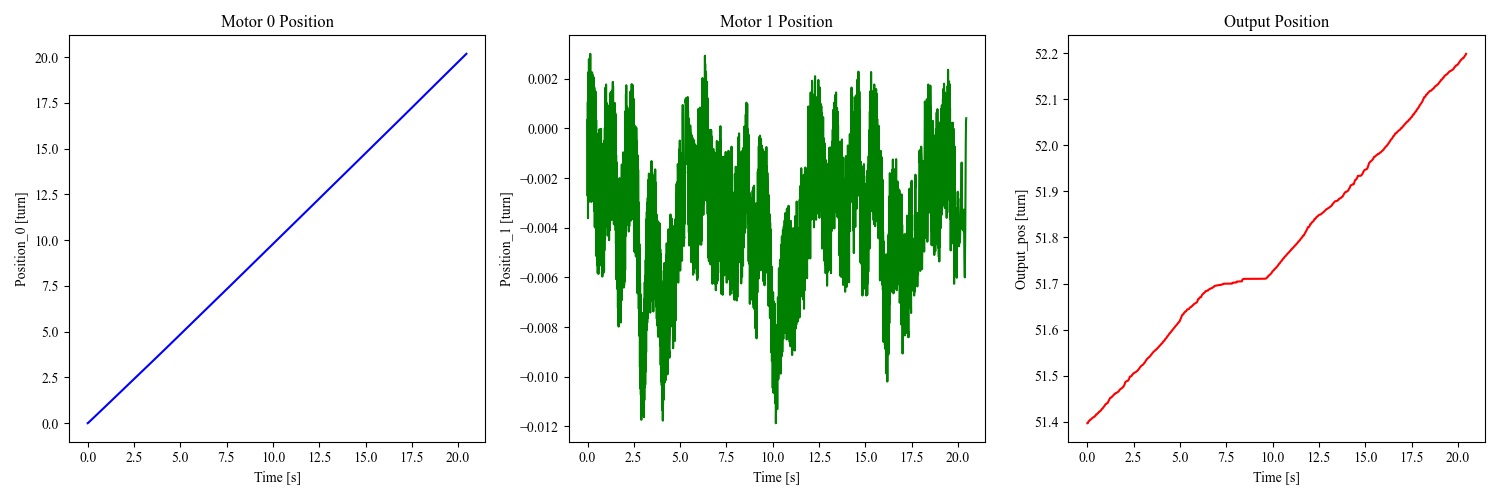 Motor 0 Position
20.0
17.5
15.0
12.5
10.0
7.5
5.0
2.5
0.0
Position_0 [turn]
0.0 2.5 5.0 7.5 10.0 12.5 15.0 17.5 20.0
Time [s]
Motor 1 Position
0.002
0.000
−0.002
−0.004
−0.006
−0.008
−0.010
−0.012
Position_1 [turn]
0.0 2.5 5.0 7.5 10.0 12.5 15.0 17.5 20.0
Time [s]
Output Position
52.2
52.1
52.0
51.9
51.8
51.7
51.6
51.5
51.4
Output_pos [turn]
0.0 2.5 5.0 7.5 10.0 12.5 15.0 17.5 20.0
Time [s]